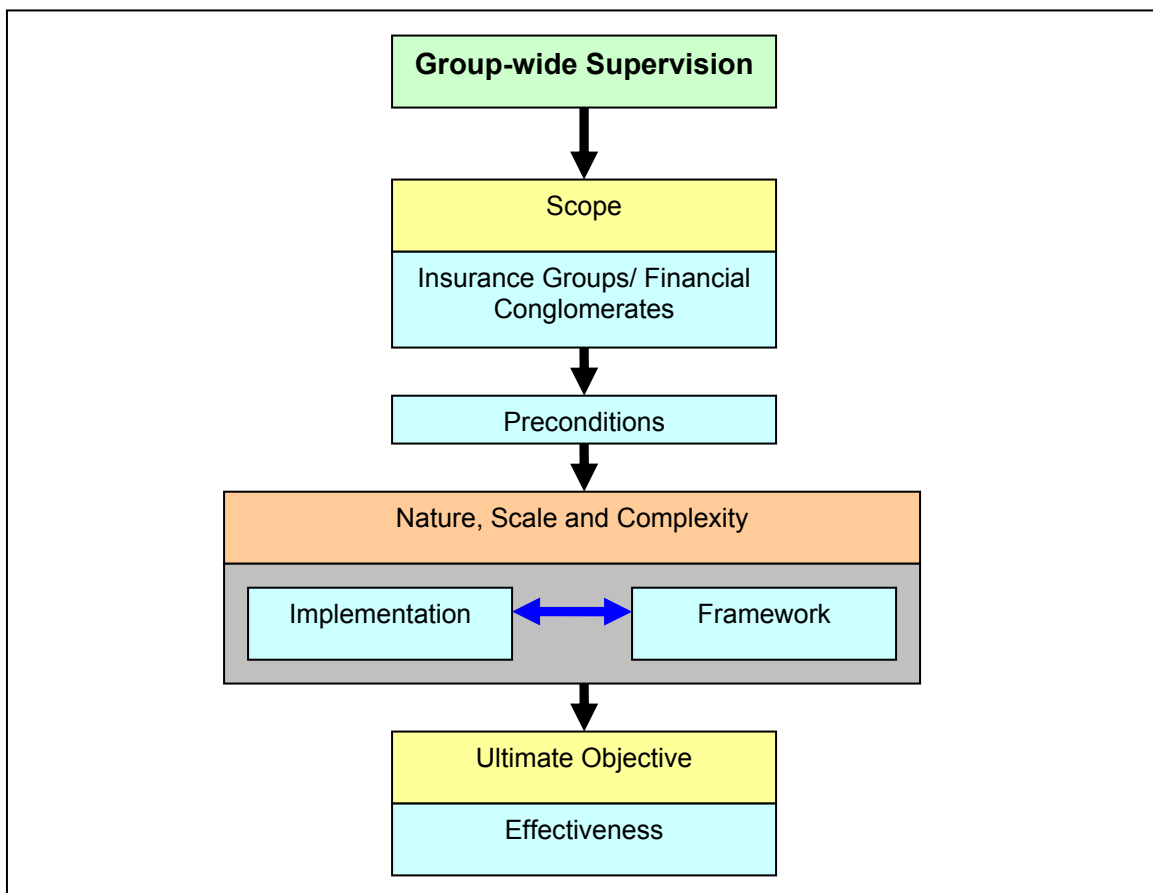 Group-wide Supervision
Scope
Insurance Groups/ Financial
Conglomerates
Preconditions
Nature, Scale and Complexity
Implementation
Framework
Ultimate Objective
Effectiveness